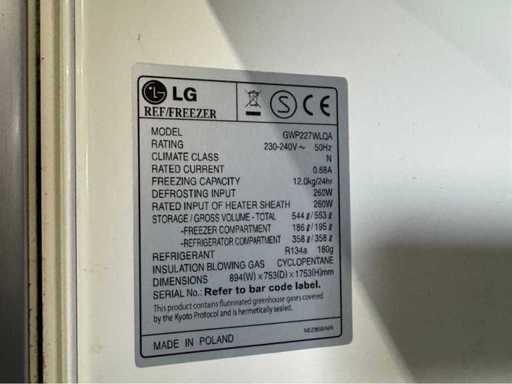 LG
REF/FREEZER
S
CE
MODEL GWP227WLQA
RATING 230-240V ~ 50Hz
CLIMATE CLASS N
RATED CURRENT 0.68A
FREEZING CAPACITY 12.0kg/24hr
DEFROSTING INPUT 260W
RATED INPUT OF HEATER SHEATH 260W
STORAGE / GROSS VOLUME - TOTAL 544 ℓ / 553 ℓ
-FREEZER COMPARTMENT 186 ℓ / 195 ℓ
-REFRIGERATOR COMPARTMENT 358 ℓ / 358 ℓ
REFRIGERANT R134a 180g
INSULATION BLOWING GAS CYCLOPENTANE
DIMENSIONS 894(W) x753(D) x1753(H)mm
SERIAL No.: Refer to bar code label.
This product contains fluorinated greenhouse gases covered
by the Kyoto Protocol and is hermetically sealed.
MADE IN POLAND